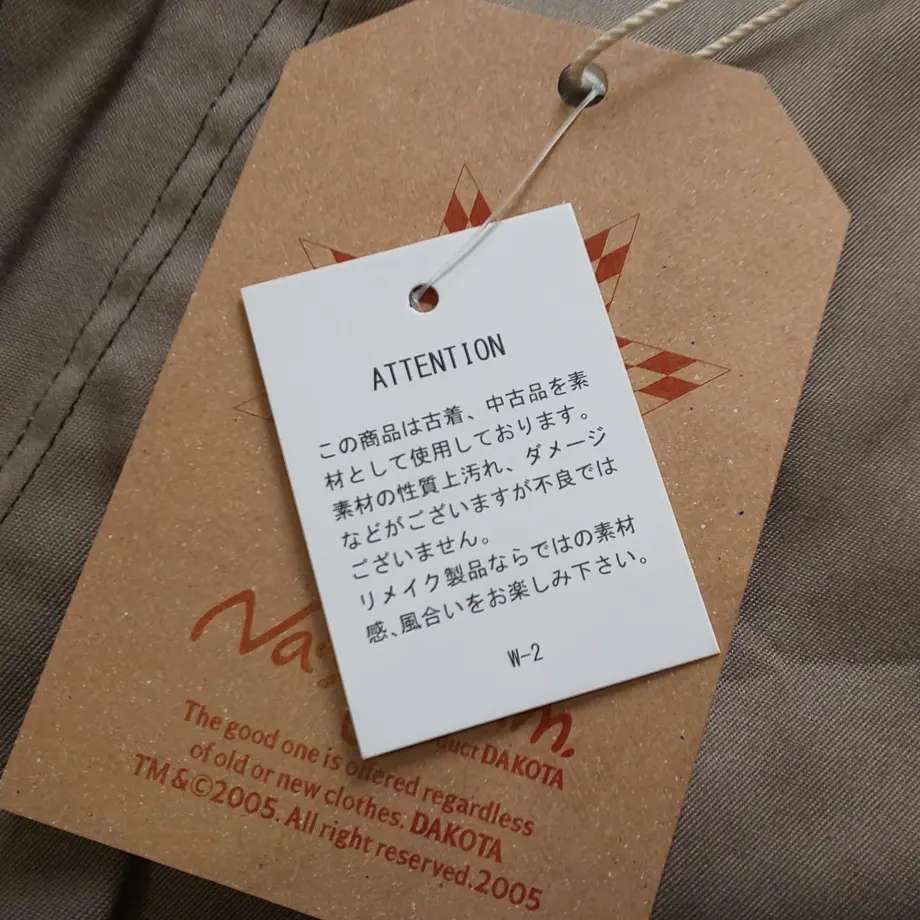 ATTENTION
この商品は古着、中古品を素
材として使用しております。
素材の性質上汚れ、ダメージ
などがございますが不良では
ございません。
リメイク製品ならではの素材
感、風合いをお楽しみ下さい。
W-2
DAKOTA
The good one is offered regardless
of old or new clothes. DAKOTA
TM&©2005. All right reserved.2005